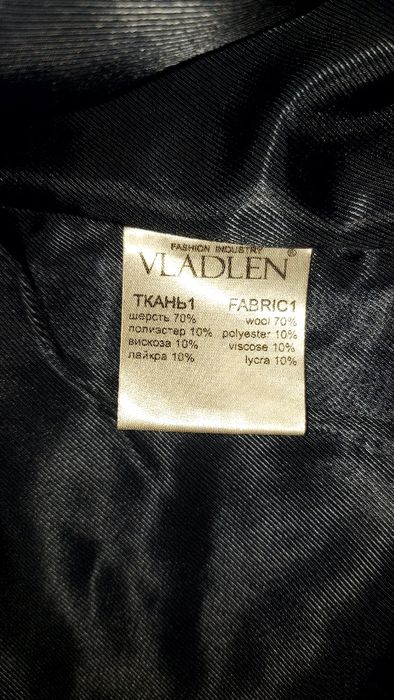 FASHION INDUSTRY
VLADLEN®
ТКАНЬ1 FABRIC1
шерсть 70% wool 70%
полиэстер 10% polyester 10%
вискоза 10% viscose 10%
лайкра 10% lycra 10%